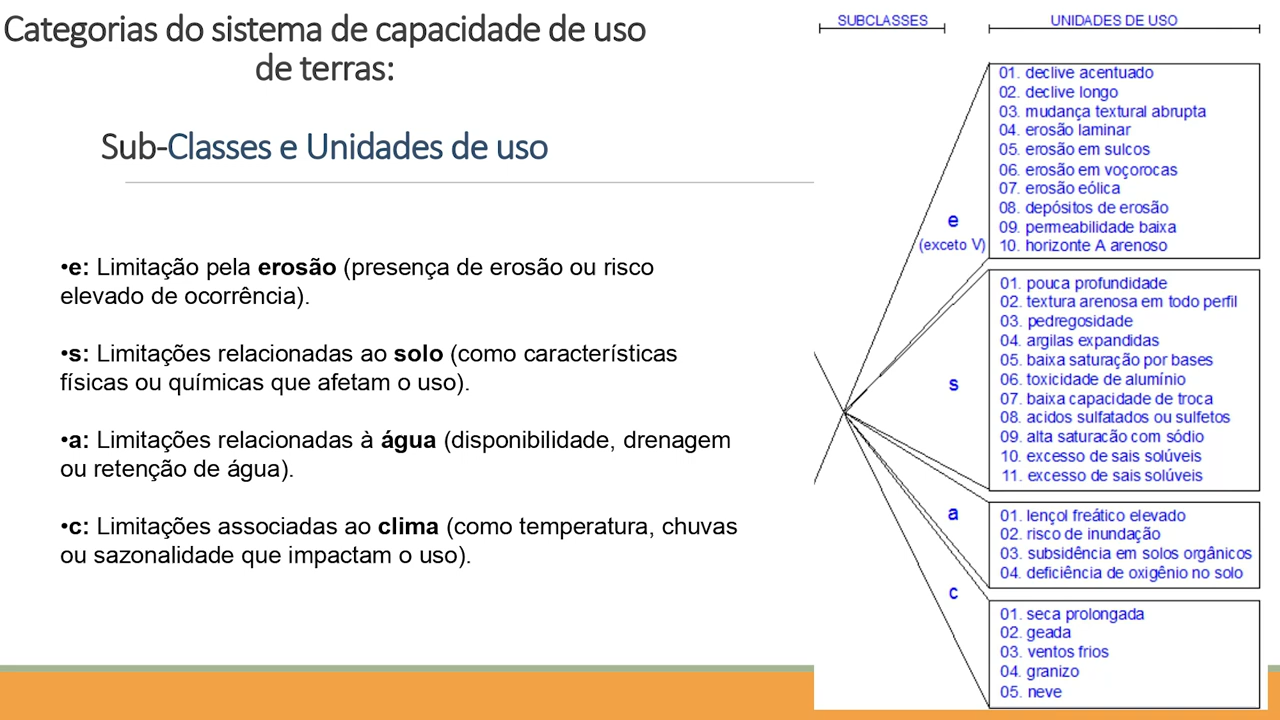 Categorias do sistema de capacidade de uso
de terras:
Sub-Classes e Unidades de uso
•e: Limitação pela erosão (presença de erosão ou risco
elevado de ocorrência).
•s: Limitações relacionadas ao solo (como características
físicas ou químicas que afetam o uso).
•a: Limitações relacionadas à água (disponibilidade, drenagem
ou retenção de água).
•c: Limitações associadas ao clima (como temperatura, chuvas
ou sazonalidade que impactam o uso).
SUBCLASSES
UNIDADES DE USO
e
(exceto V)
01. declive acentuado
02. declive longo
03. mudança textural abrupta
04. erosão laminar
05. erosão em sulcos
06. erosão em voçorocas
07. erosão eólica
08. depósitos de erosão
09. permeabilidade baixa
10. horizonte A arenoso
s
01. pouca profundidade
02. textura arenosa em todo perfil
03. pedregosidade
04. argilas expandidas
05. baixa saturação por bases
06. toxicidade de alumínio
07. baixa capacidade de troca
08. acidos sulfatados ou sulfetos
09. alta saturacão com sódio
10. excesso de sais solúveis
11. excesso de sais solúveis
a
01. lençol freático elevado
02. risco de inundação
03. subsidência em solos orgânicos
04. deficiência de oxigênio no solo
c
01. seca prolongada
02. geada
03. ventos frios
04. granizo
05. neve